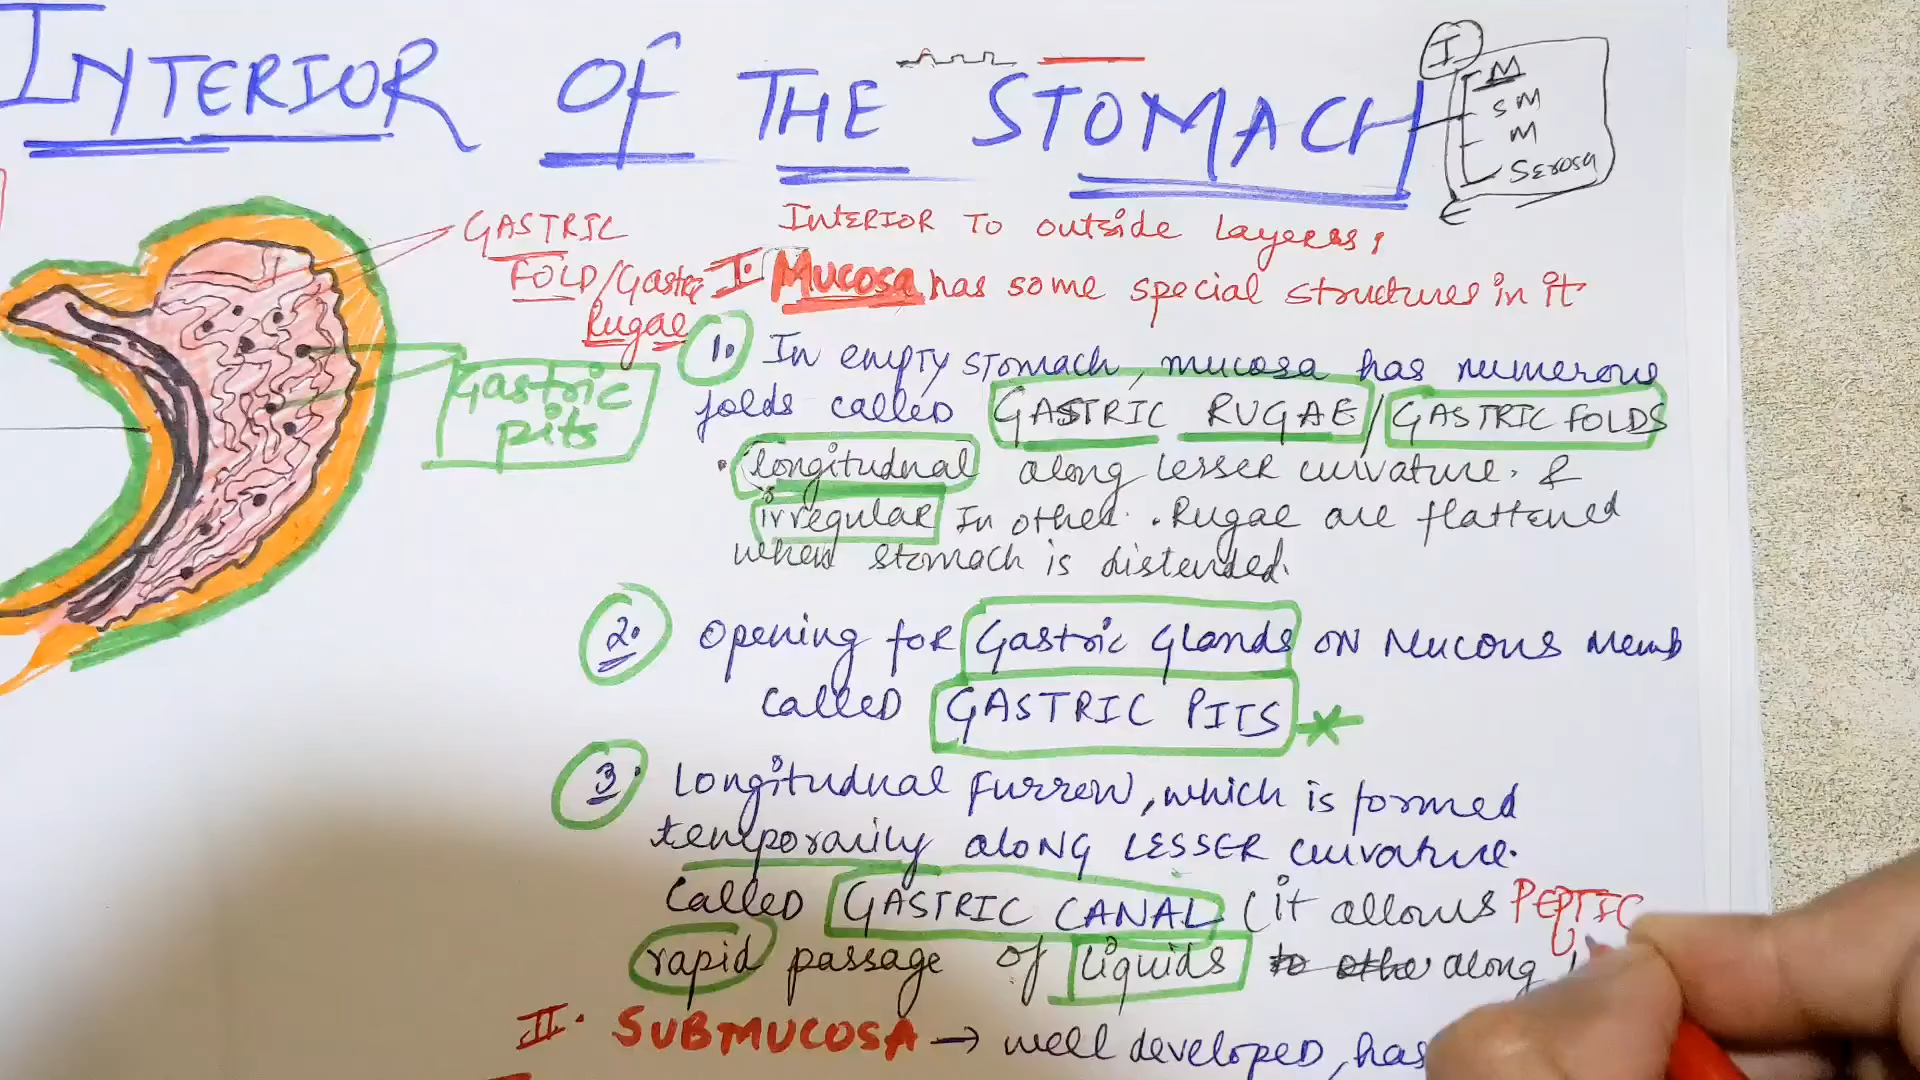 INTERIOR OF THE STOMACH
I
M
SM
M
Serosa
GASTRIC
FOLD/Gastric
Rugae
Gastric
pits
INTERIOR TO outside Layeres,
I. Mucosa has some special structures in it
1. In empty stomach, mucosa has numerous
folds called GASTRIC RUGAE / GASTRIC FOLDS
• longitudnal along lesser curvature. &
irregular In other. . Rugae are flattened
when stomach is distended.
2. Opening for Gastric Glands ON Mucous Memb
called GASTRIC PITS
3. Longitudnal Furrow, which is formed
temporarily along LESSER curvature.
Called GASTRIC CANAL (it allows PEPTIC
rapid passage of liquids along
II. SUBMUCOSA → well developed, has